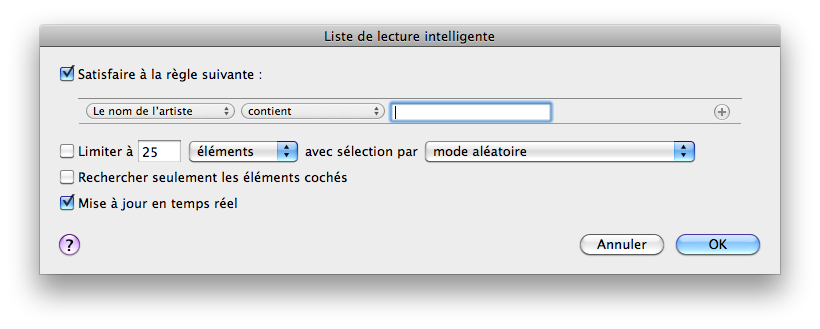 Liste de lecture intelligente
Satisfaire à la règle suivante :
Le nom de l'artiste contient
Limiter à 25 éléments avec sélection par mode aléatoire
Rechercher seulement les éléments cochés
Mise à jour en temps réel
? Annuler OK